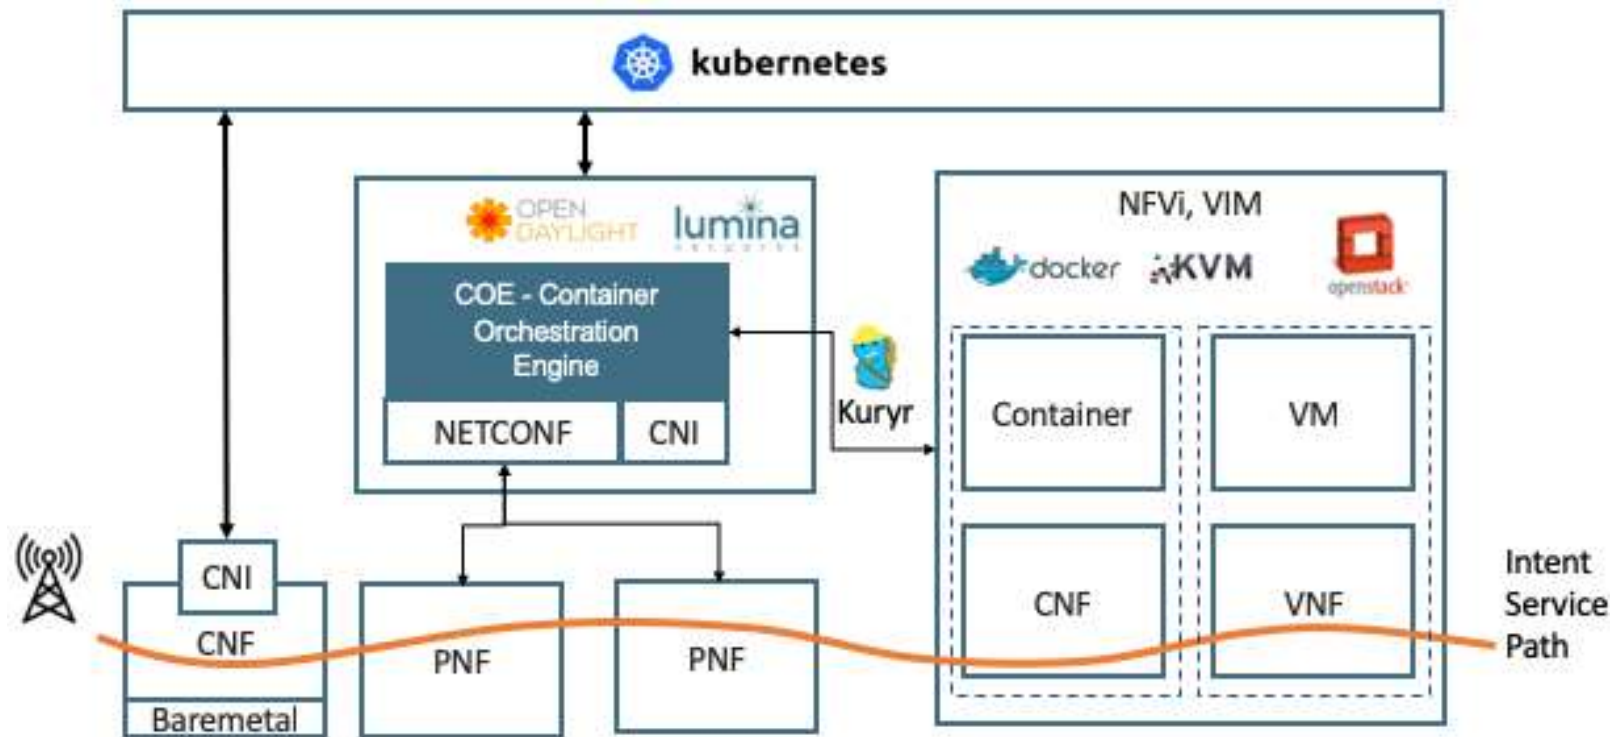 kubernetes
OPEN
DAYLIGHT
lumina
networks
COE - Container
Orchestration
Engine
NETCONF
CNI
Kuryr
NFVi, VIM
docker
KVM
openstack
Container
VM
CNF
VNF
CNI
CNF
Baremetal
PNF
PNF
Intent
Service
Path